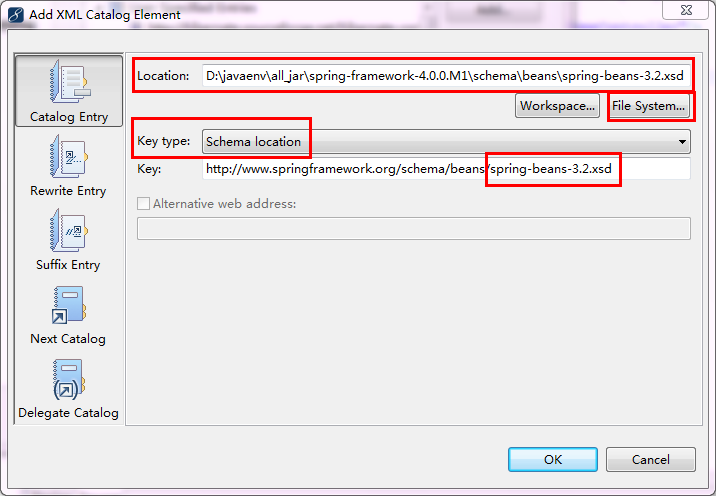 Add XML Catalog Element
Catalog Entry
Rewrite Entry
Suffix Entry
Next Catalog
Delegate Catalog
Location: D:\javaenv\all_jar\spring-framework-4.0.0.M1\schema\beans\spring-beans-3.2.xsd
Workspace... File System...
Key type: Schema location
Key: http://www.springframework.org/schema/beans/spring-beans-3.2.xsd
Alternative web address:
OK Cancel